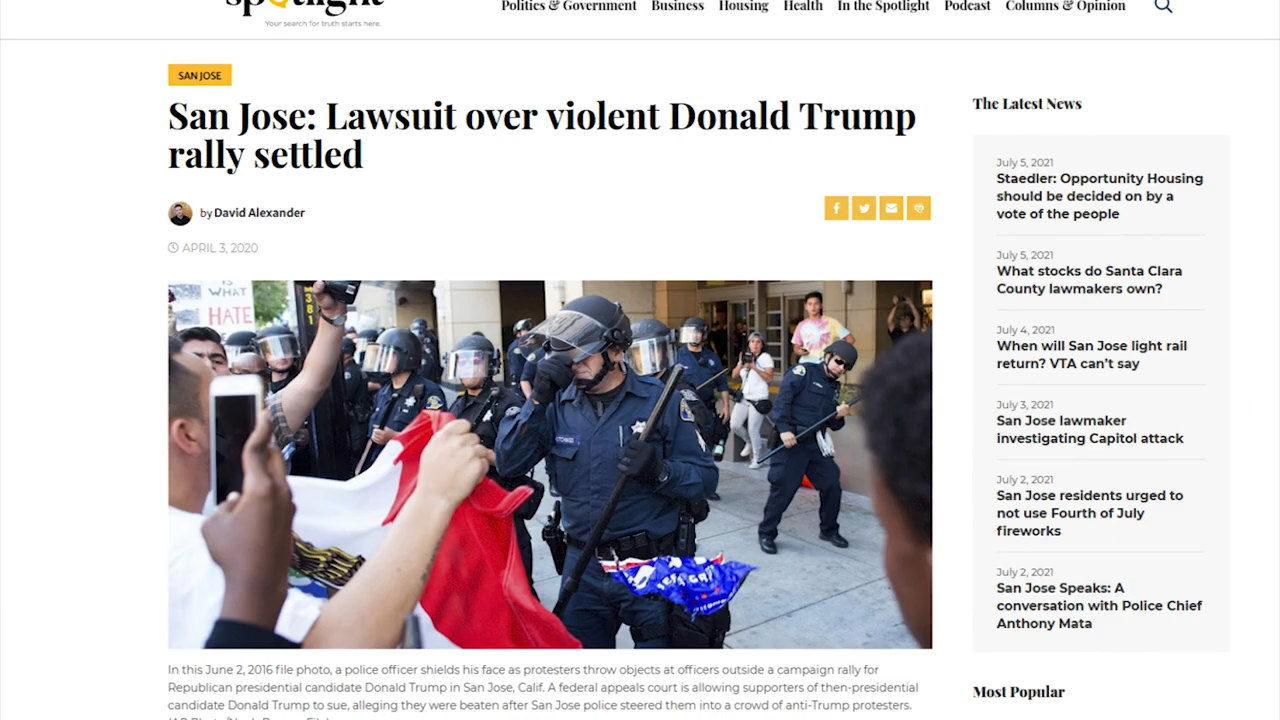 spotlight
Your search for truth starts here.
Politics & Government Business Housing Health In the Spotlight Podcast Columns & Opinion
SAN JOSE
San Jose: Lawsuit over violent Donald Trump
rally settled
by David Alexander
APRIL 3, 2020
IS
WHAT
HATE
In this June 2, 2016 file photo, a police officer shields his face as protesters throw objects at officers outside a campaign rally for
Republican presidential candidate Donald Trump in San Jose, Calif. A federal appeals court is allowing supporters of then-presidential
candidate Donald Trump to sue, alleging they were beaten after San Jose police steered them into a crowd of anti-Trump protesters.
The Latest News
July 5, 2021
Staedler: Opportunity Housing
should be decided on by a
vote of the people
July 5, 2021
What stocks do Santa Clara
County lawmakers own?
July 4, 2021
When will San Jose light rail
return? VTA can't say
July 3, 2021
San Jose lawmaker
investigating Capitol attack
July 2, 2021
San Jose residents urged to
not use Fourth of July
fireworks
July 2, 2021
San Jose Speaks: A
conversation with Police Chief
Anthony Mata
Most Popular